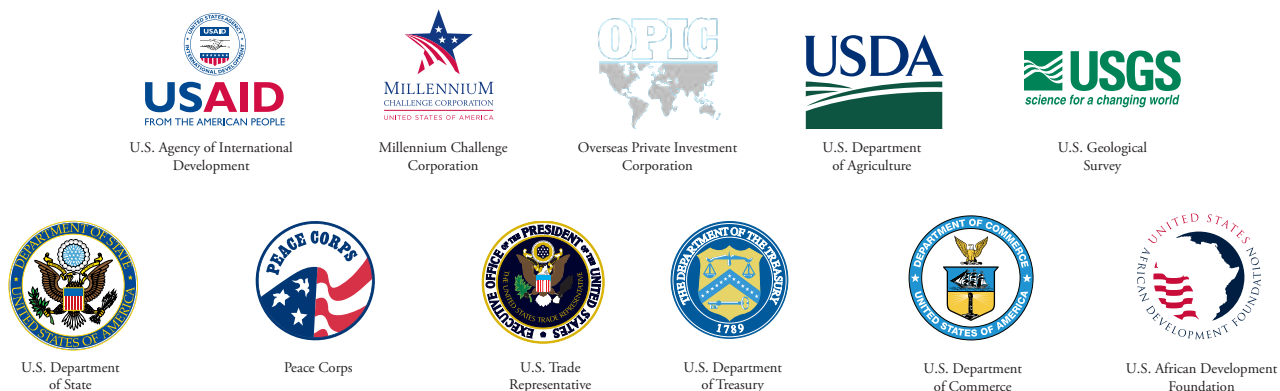 UNITED STATES AGENCY
USAID
INTERNATIONAL DEVELOPMENT
USAID
FROM THE AMERICAN PEOPLE
U.S. Agency of International
Development
MILLENNIUM
CHALLENGE CORPORATION
UNITED STATES OF AMERICA
Millennium Challenge
Corporation
OPIC
Overseas Private Investment
Corporation
USDA
U.S. Department
of Agriculture
USGS
science for a changing world
U.S. Geological
Survey
DEPARTMENT OF STATE
UNITED STATES OF AMERICA
U.S. Department
of State
PEACE CORPS
Peace Corps
EXECUTIVE OFFICE OF THE PRESIDENT OF THE UNITED STATES
THE UNITED STATES TRADE REPRESENTATIVE
U.S. Trade
Representative
THE DEPARTMENT OF THE TREASURY
1789
U.S. Department
of Treasury
DEPARTMENT OF COMMERCE
UNITED STATES OF AMERICA
U.S. Department
of Commerce
UNITED STATES
AFRICAN DEVELOPMENT FOUNDATION
U.S. African Development
Foundation